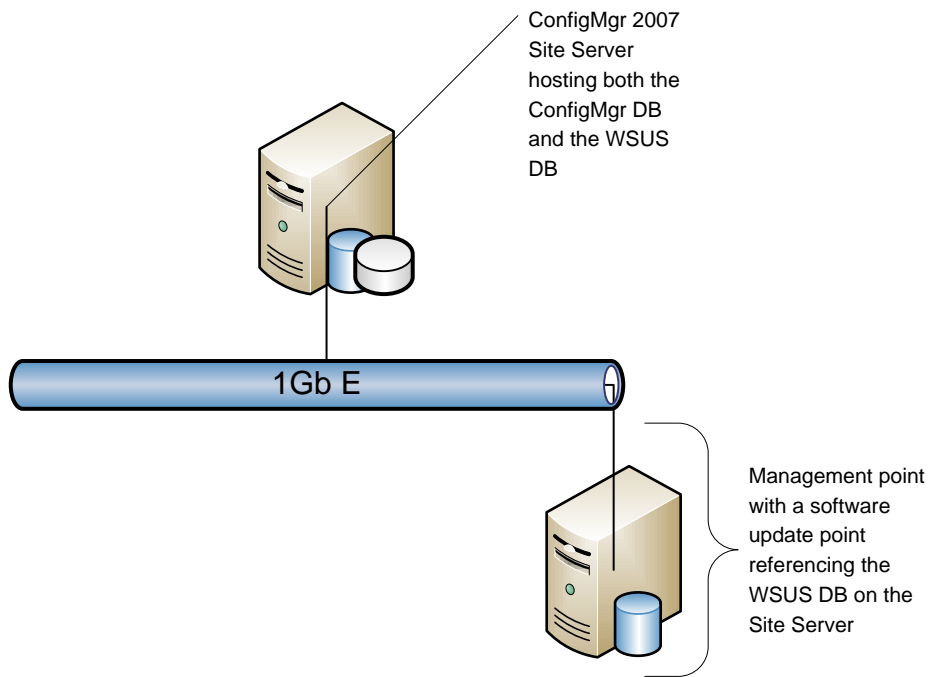 ConfigMgr 2007
Site Server
hosting both the
ConfigMgr DB
and the WSUS
DB
1Gb E
Management point
with a software
update point
referencing the
WSUS DB on the
Site Server